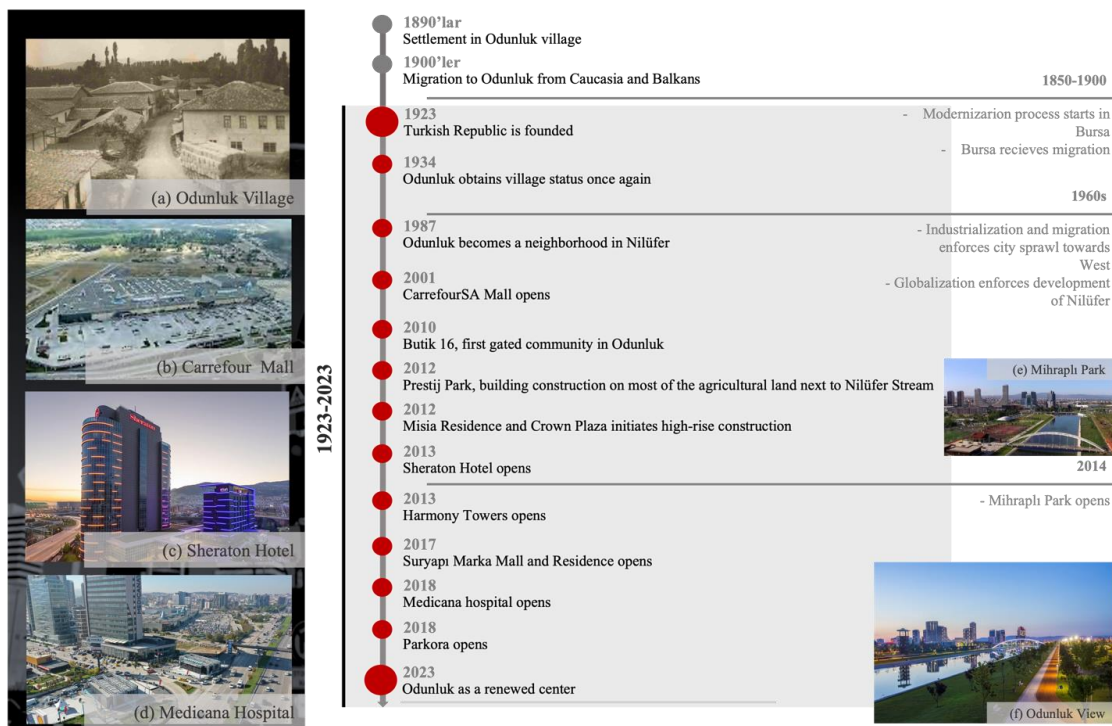 (a) Odunluk Village
(b) Carrefour Mall
(c) Sheraton Hotel
(d) Medicana Hospital
1923-2023
1890'lar
Settlement in Odunluk village
1900'ler
Migration to Odunluk from Caucasia and Balkans
1923
Turkish Republic is founded
1934
Odunluk obtains village status once again
1987
Odunluk becomes a neighborhood in Nilüfer
2001
CarrefourSA Mall opens
2010
Butik 16, first gated community in Odunluk
2012
Prestij Park, building construction on most of the agricultural land next to Nilüfer Stream
2012
Misia Residence and Crown Plaza initiates high-rise construction
2013
Sheraton Hotel opens
2013
Harmony Towers opens
2017
Suryapı Marka Mall and Residence opens
2018
Medicana hospital opens
2018
Parkora opens
2023
Odunluk as a renewed center
1850-1900
- Modernizarion process starts in
Bursa
- Bursa recieves migration
1960s
- Industrialization and migration
enforces city sprawl towards
West
- Globalization enforces development
of Nilüfer
(e) Mihraplı Park
2014
- Mihraplı Park opens
(f) Odunluk View